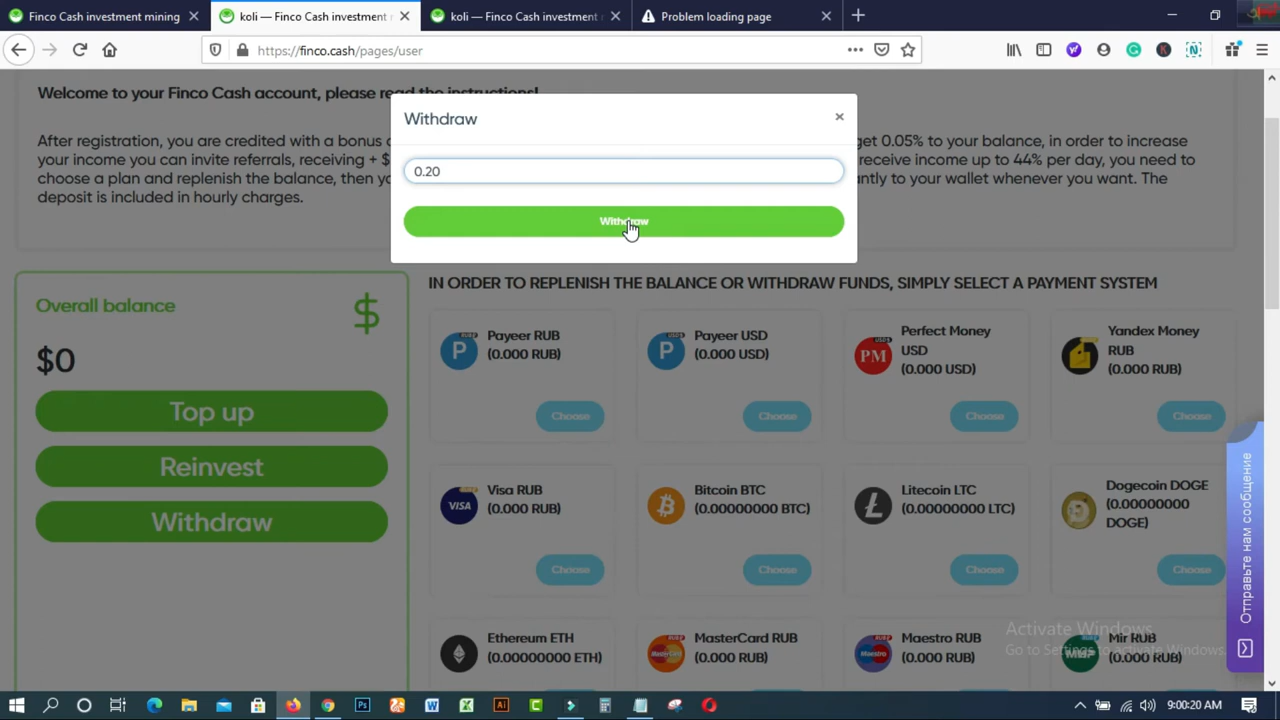 Finco Cash investment mining
koli — Finco Cash investment
koli — Finco Cash investment
Problem loading page
https://finco.cash/pages/user
Welcome to your Finco Cash account, please read the instructions!
After registration, you are credited with a bonus get 0.05% to your balance, in order to increase
your income you can invite referrals, receiving + $ receive income up to 44% per day, you need to
choose a plan and replenish the balance, then yo to your wallet whenever you want. The
deposit is included in hourly charges.
Withdraw
×
0.20
Withdraw
Overall balance
$
$0
Top up
Reinvest
Withdraw
IN ORDER TO REPLENISH THE BALANCE OR WITHDRAW FUNDS, SIMPLY SELECT A PAYMENT SYSTEM
Payeer RUB
(0.000 RUB)
Choose
Payeer USD
(0.000 USD)
Choose
Perfect Money
USD
(0.000 USD)
Choose
Yandex Money
RUB
(0.000 RUB)
Choose
Visa RUB
(0.000 RUB)
Choose
Bitcoin BTC
(0.00000000 BTC)
Choose
Litecoin LTC
(0.00000000 LTC)
Choose
Dogecoin DOGE
(0.00000000
DOGE)
Choose
Ethereum ETH
(0.00000000 ETH)
MasterCard RUB
(0.000 RUB)
Maestro RUB
(0.000 RUB)
Mir RUB
(0.000 RUB)
Отправьте нам сообщение
Activate Windows
Go to Settings to activate Windows.
9:00:20 AM